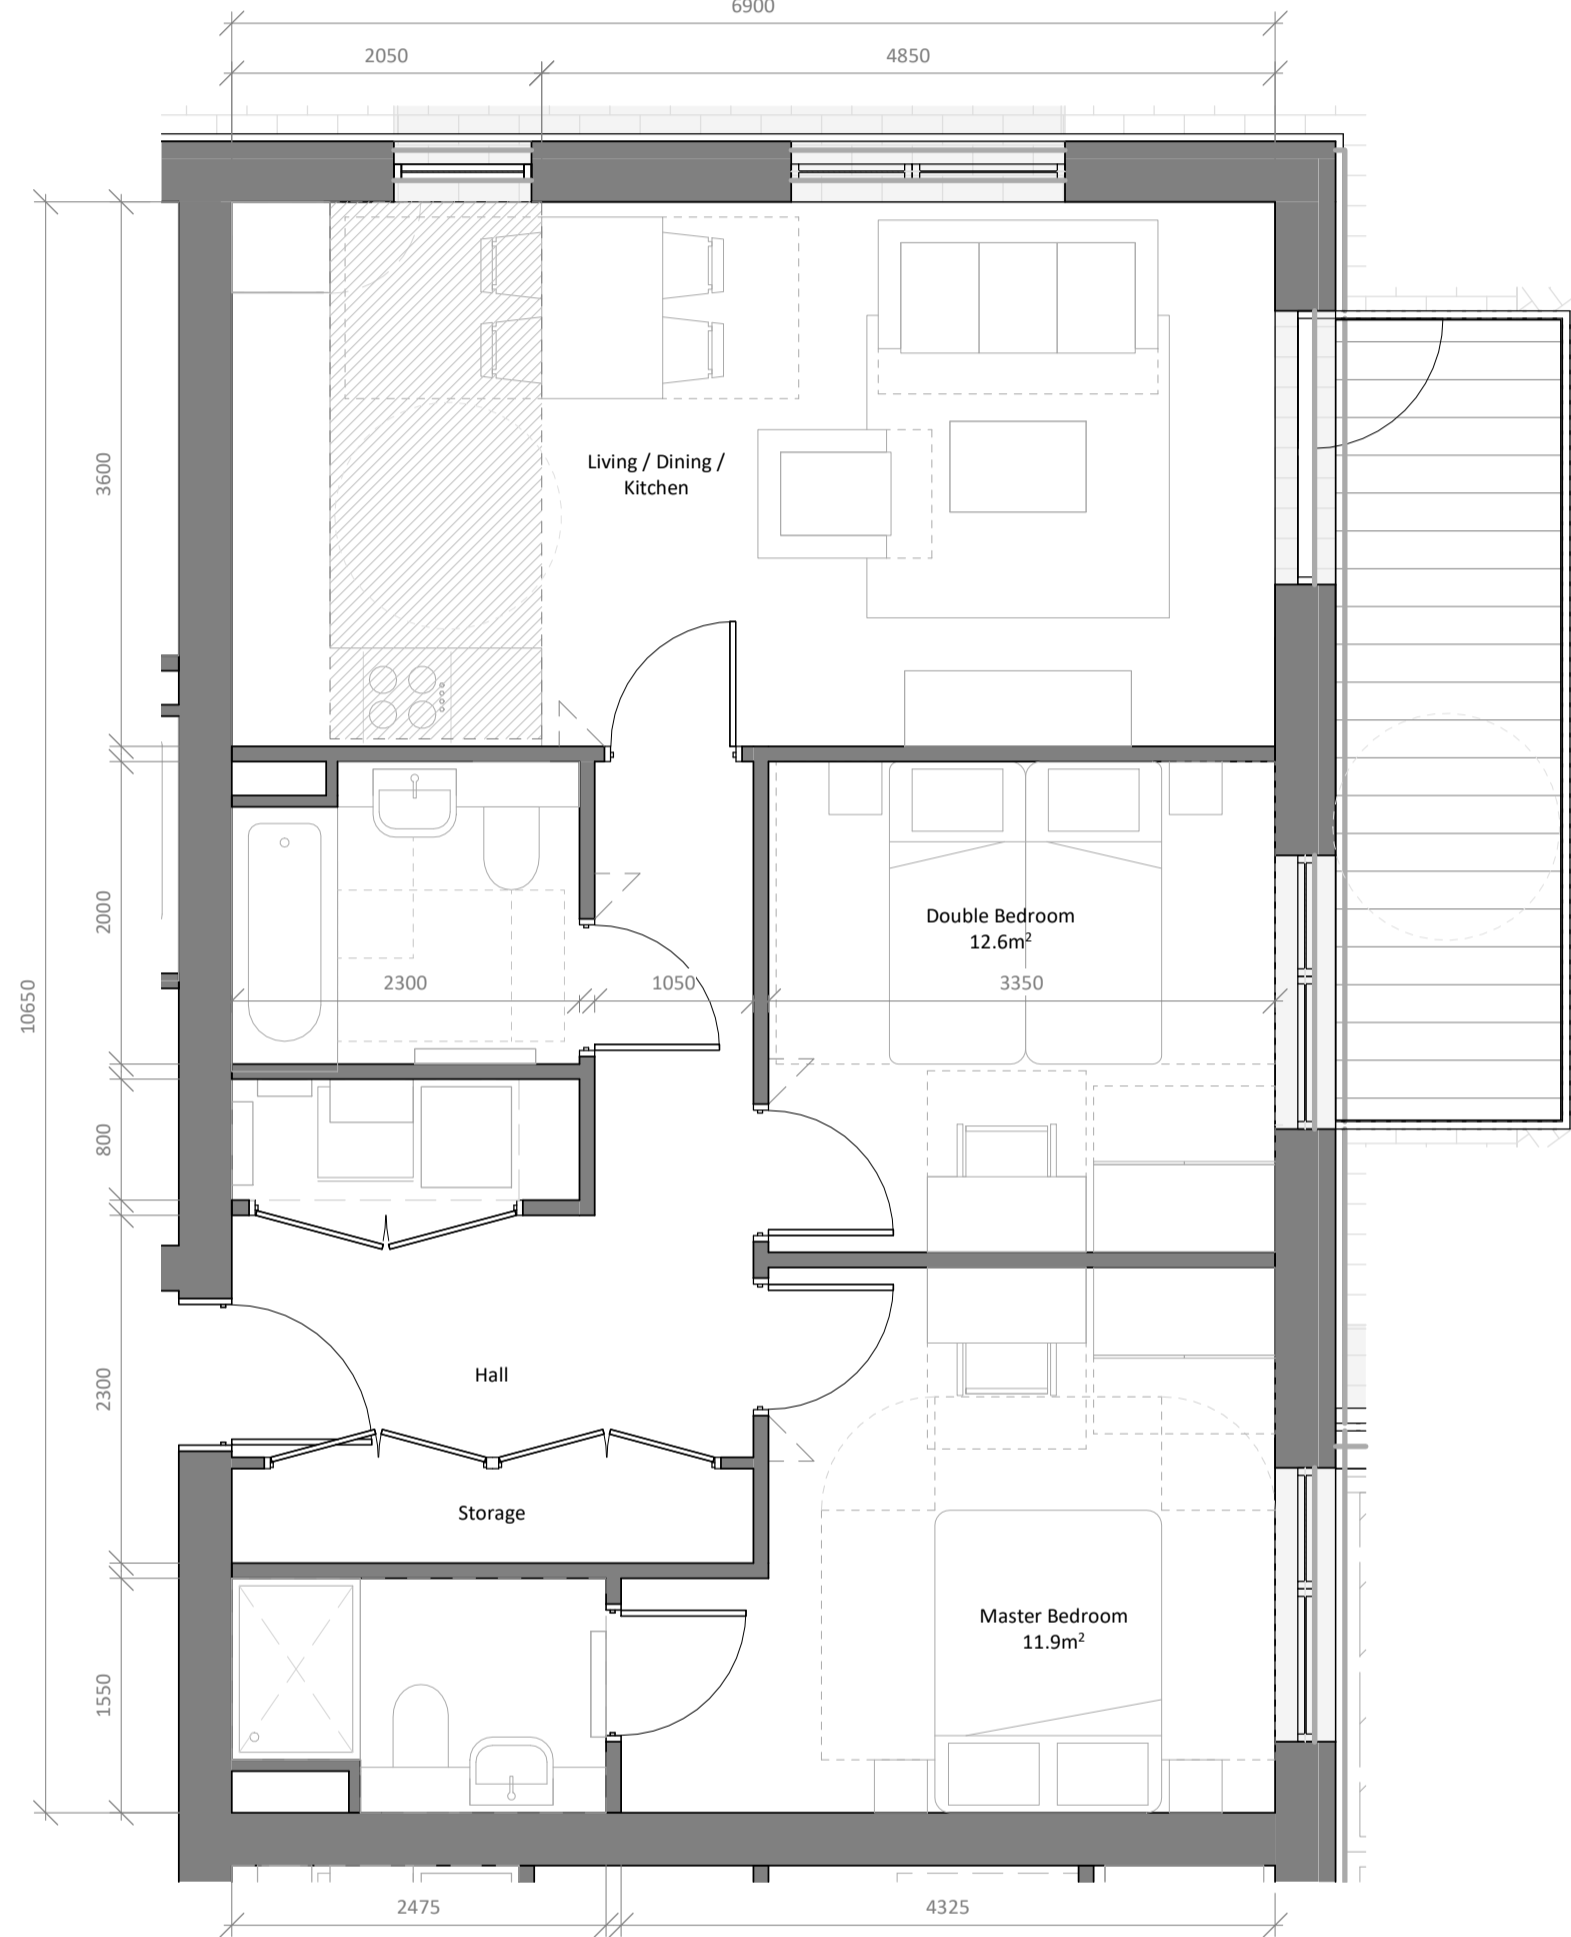 6900
2050
4850
3600
Living / Dining /
Kitchen
2000
10650
Double Bedroom
12.6m²
2300
1050
3350
800
2300
Hall
Storage
Master Bedroom
11.9m²
1550
2475
4325